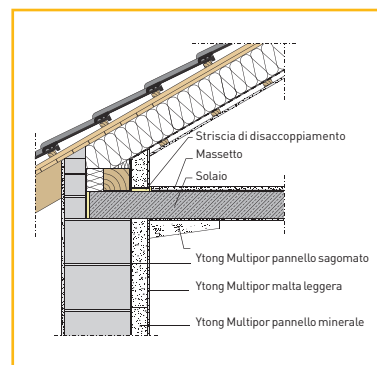 Striscia di disaccoppiamento
Massetto
Solaio
Ytong Multipor pannello sagomato
Ytong Multipor malta leggera
Ytong Multipor pannello minerale